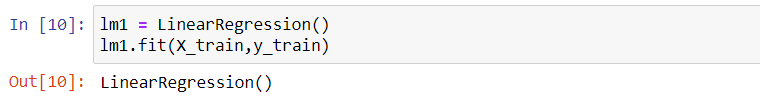 In [10]: lm1 = LinearRegression()
lm1.fit(X_train,y_train)
Out[10]: LinearRegression()